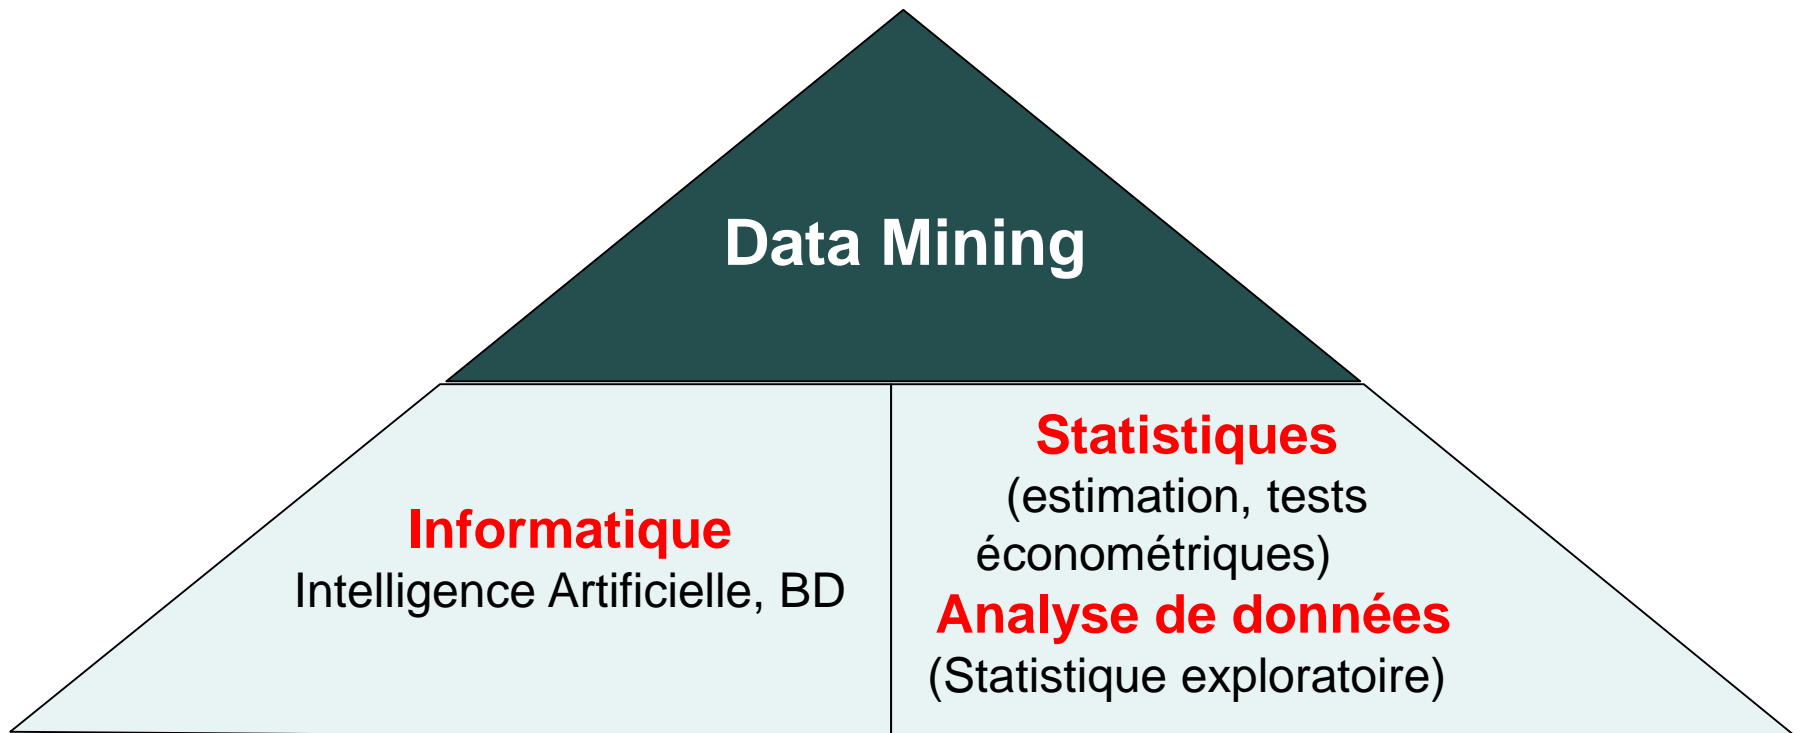 Data Mining
Informatique
Intelligence Artificielle, BD
Statistiques
(estimation, tests
économétriques)
Analyse de données
(Statistique exploratoire)